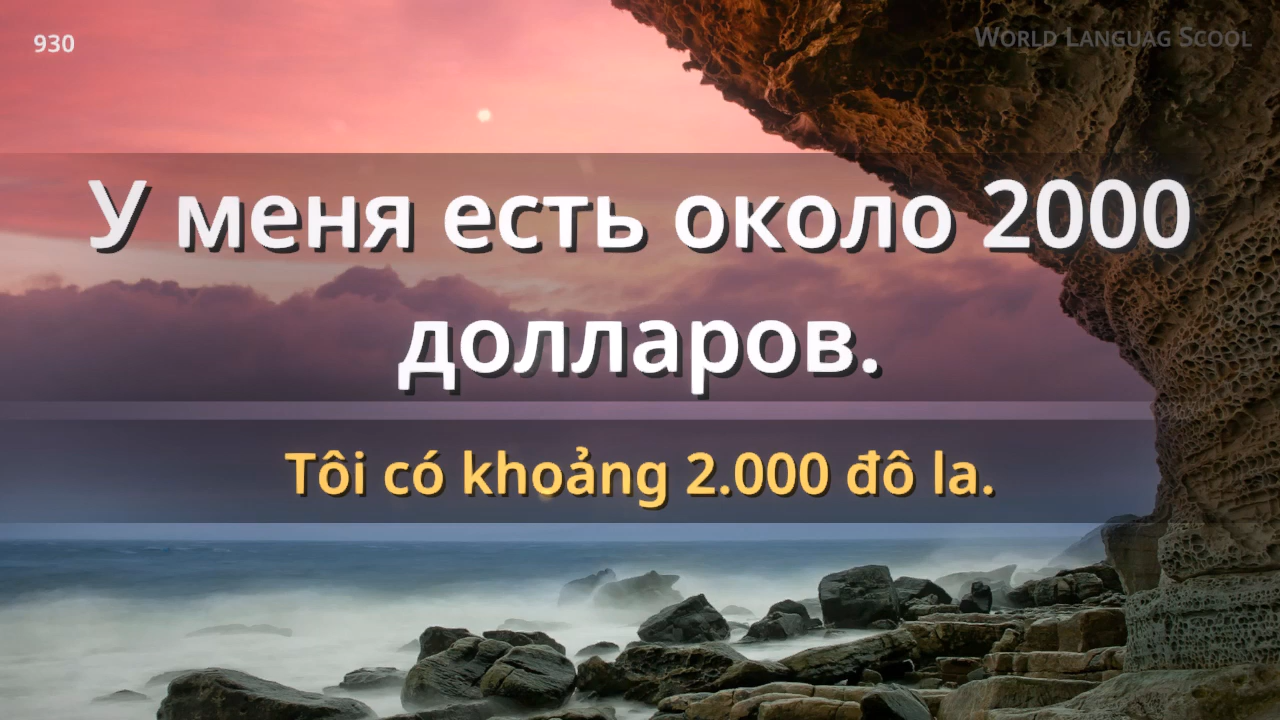 930
World Languag Scool
У меня есть около 2000
долларов.
Tôi có khoảng 2.000 đô la.